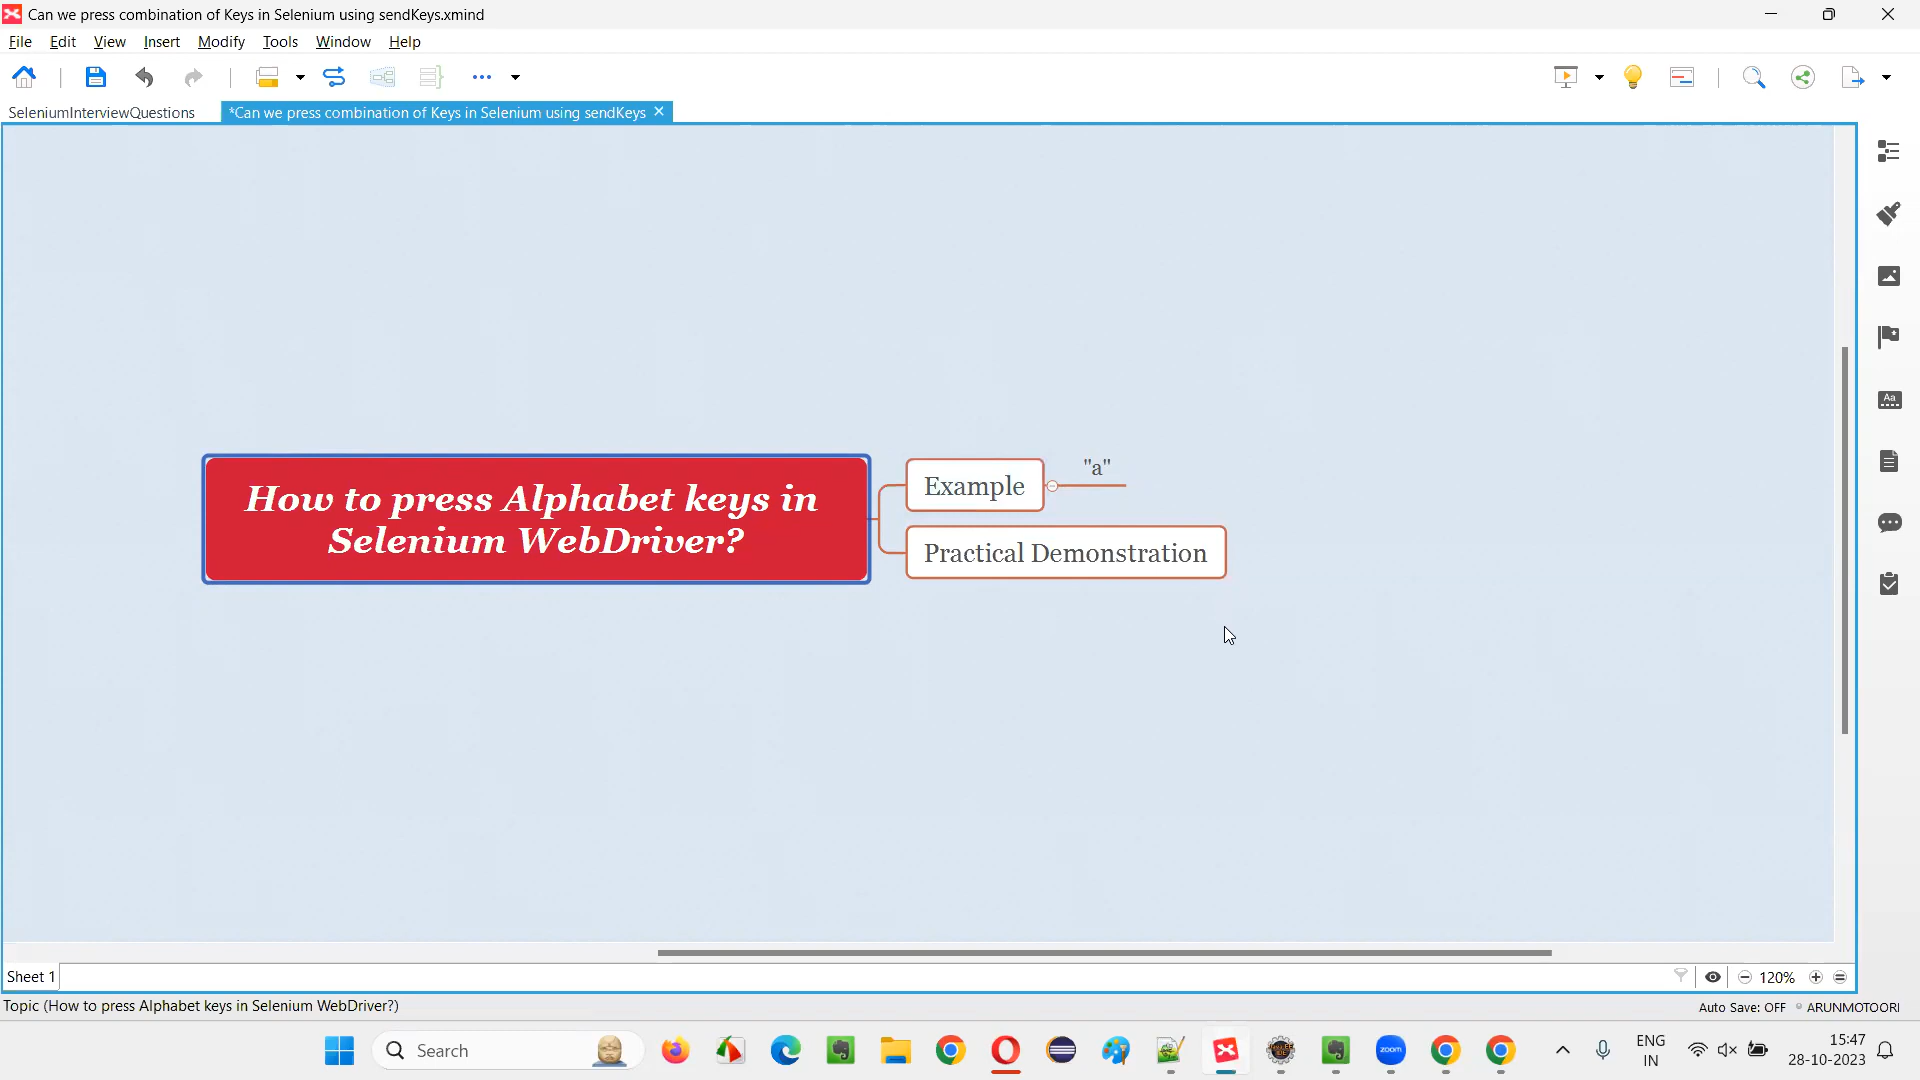 Can we press combination of Keys in Selenium using sendKeys.xmind
File Edit View Insert Modify Tools Window Help
SeleniumInterviewQuestions *Can we press combination of Keys in Selenium using sendKeys
How to press Alphabet keys in
Selenium WebDriver?
Example
"a"
Practical Demonstration
Aa
Sheet 1
120%
Topic (How to press Alphabet keys in Selenium WebDriver?)
Auto Save: OFF ARUNMOTOORI
Search
zoom
ENG
IN
15:47
28-10-2023